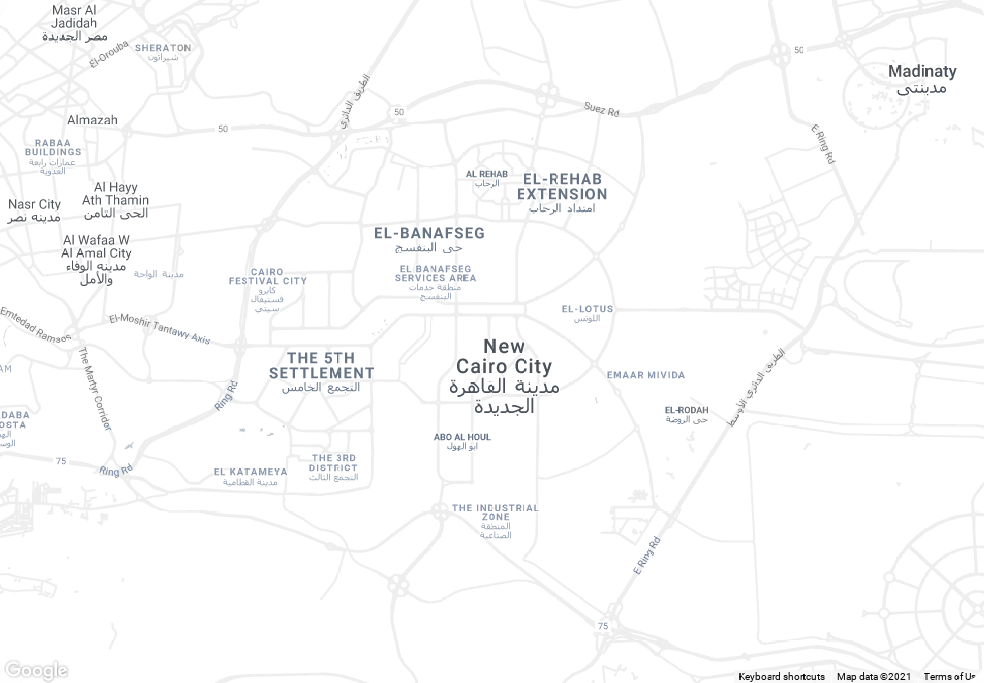 Masr Al
Jadidah
مصر الجديدة
El-Orouba
SHERATON
شيراتون
الطريق الدائري
50
50
50
Suez Rd
Madinaty
مدينتى
E Ring Rd
Almazah
RABAA
BUILDINGS
عمارات رابعة
العدوية
AL REHAB
الرحاب
EL-REHAB
EXTENSION
امتداد الرحاب
Al Hayy
Ath Thamin
الحى الثامن
Nasr City
مدينه نصر
Al Wafaa W
Al Amal City
مدينه الوفاء
والأمل
مدينة الواحة
EL-BANAFSEG
حى البنفسج
EL BANAFSEG
SERVICES AREA
منطقة خدمات
البنفسج
CAIRO
FESTIVAL CITY
كايرو
فستيفال
سيتي
EL-LOTUS
اللوتس
Emtedad Ramses
El-Moshir Tantawy Axis
The Martyr Corridor
THE 5TH
SETTLEMENT
التجمع الخامس
New
Cairo City
مدينة القاهرة
الجديدة
EMAAR MIVIDA
الطريق الدائري الأوسط
AM
Ring Rd
EL-RODAH
حى الروضة
DABA
OSTA
ABO AL HOUL
ابو الهول
75
Ring Rd
EL KATAMEYA
مدينة القطامية
THE 3RD
DISTRICT
التجمع الثالث
THE INDUSTRIAL
ZONE
المنطقة
الصناعية
E Ring Rd
75
Google
Keyboard shortcuts
Map data ©2021
Terms of Us